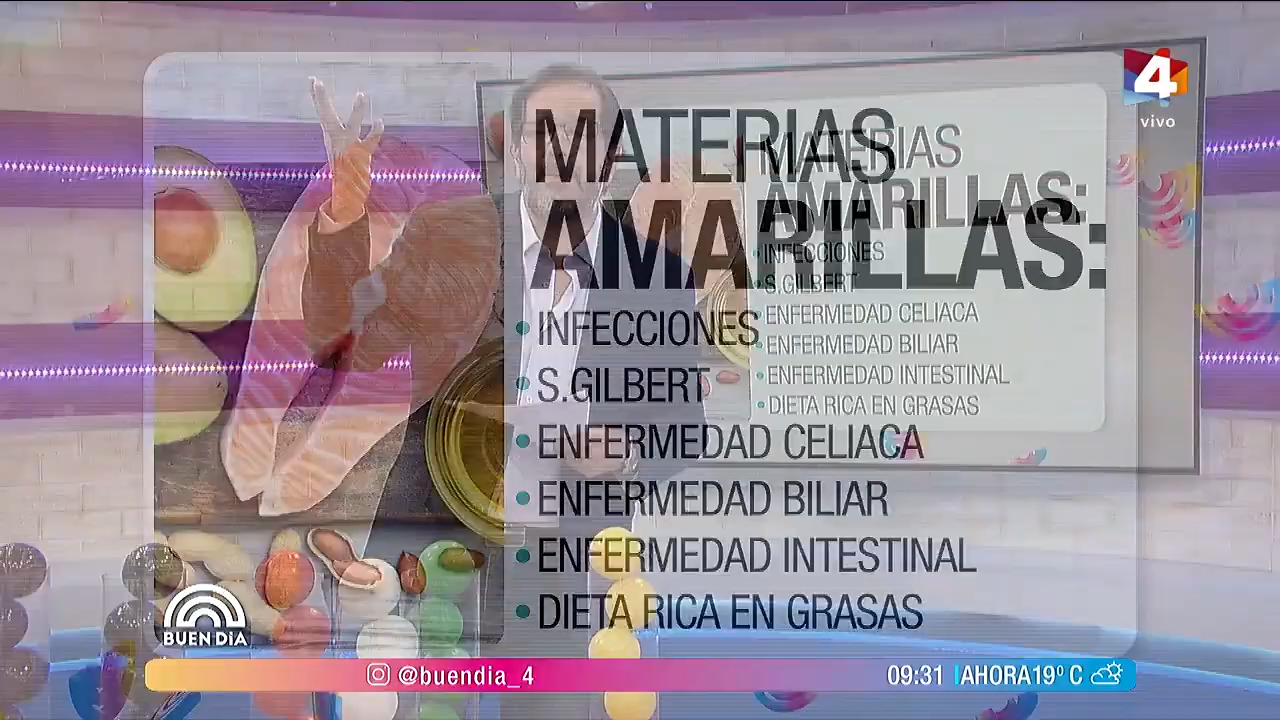 4
vivo
MATERIAS
AMARILLAS:
• INFECCIONES
• S.GILBERT
• ENFERMEDAD CELIACA
• ENFERMEDAD BILIAR
• ENFERMEDAD INTESTINAL
• DIETA RICA EN GRASAS
MATERIAS
AMARILLAS:
• INFECCIONES
• S.GILBERT
• ENFERMEDAD CELIACA
• ENFERMEDAD BILIAR
• ENFERMEDAD INTESTINAL
• DIETA RICA EN GRASAS
BUEN DÍA
@buendia_4
09:31 AHORA 19º C